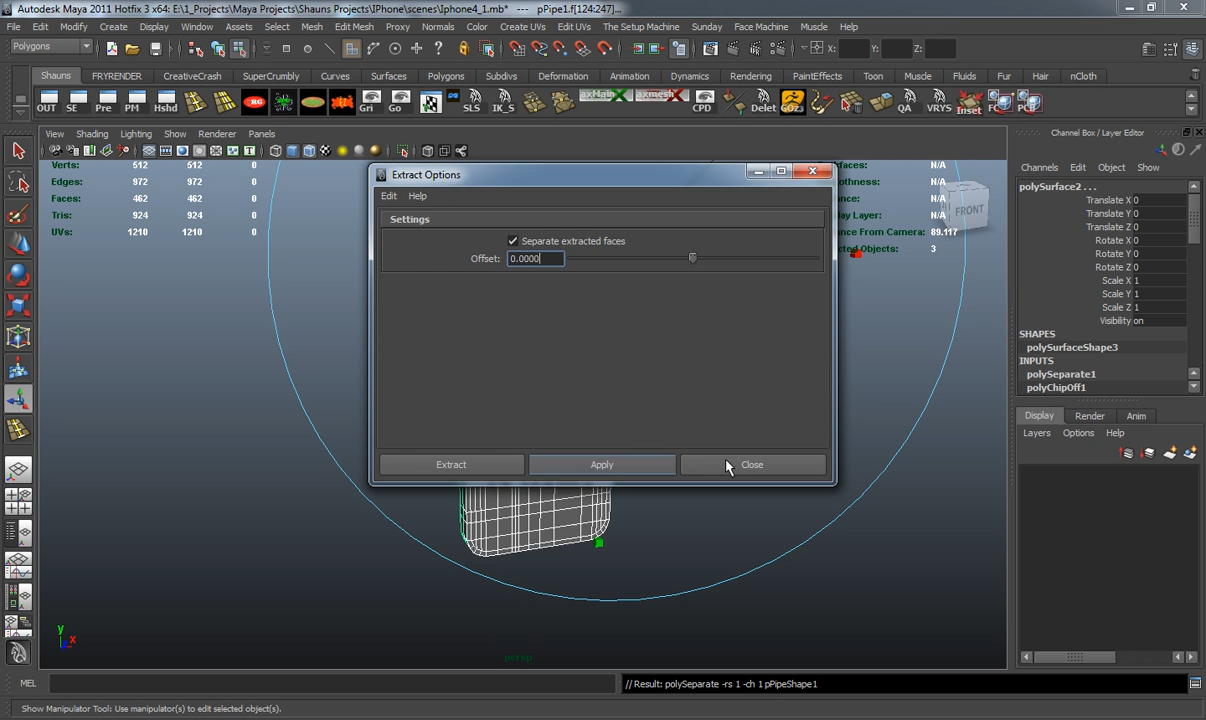 Autodesk Maya 2011 Hotfix 3 x64: E:\1_Projects\Maya Projects\Shauns Projects\IPhone\scenes\Iphone4_1.mb* --- pPipe1.f[124:247]...
File Edit Modify Create Display Window Assets Select Mesh Edit Mesh Proxy Normals Color Create UVs Edit UVs The Setup Machine Sunday Face Machine Muscle Help
Polygons X: Y: Z:
Shauns FRYRENDER CreativeCrash SuperCrumbly Curves Surfaces Polygons Subdivs Deformation Animation Dynamics Rendering PaintEffects Toon Muscle Fluids Fur Hair nCloth
OUT SE Pre PM Hshd Gri Go SLS IK_S axMain axmesh CPD Delet GOz3 QA VRYS Inset
View Shading Lighting Show Renderer Panels
Channel Box / Layer Editor
Channels Edit Object Show
Verts: 512 512 0
Edges: 972 972 0
Faces: 462 462 0
Tris: 924 924 0
UVs: 1210 1210 0
Extract Options
Edit Help
Settings
Separate extracted faces
Offset: 0.0000
Extract Apply Close
N/A
N/A
N/A
N/A
nce From Camera: 89.117
cted Objects: 3
FRONT
polySurface2 . . .
Translate X 0
Translate Y 0
Translate Z 0
Rotate X 0
Rotate Y 0
Rotate Z 0
Scale X 1
Scale Y 1
Scale Z 1
Visibility on
SHAPES
polySurfaceShape3
INPUTS
polySeparate1
polyChipOff1
Display Render Anim
Layers Options Help
y
x
persp
MEL // Result: polySeparate -rs 1 -ch 1 pPipeShape1
Show Manipulator Tool: Use manipulator(s) to edit selected object(s).